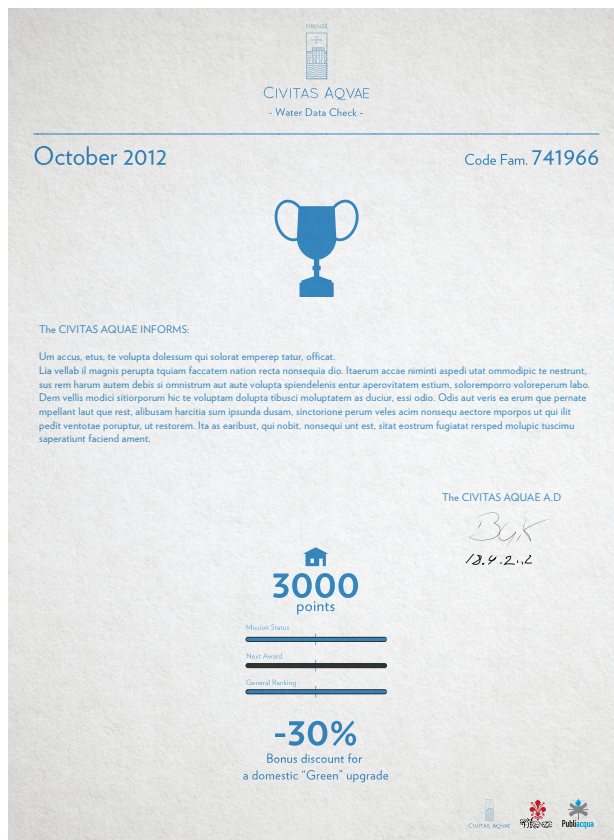 FIRENZE
CIVITAS AQVAE
- Water Data Check -
October 2012
Code Fam. 741966
The CIVITAS AQUAE INFORMS:
Um accus, etus, te volupta dolessum qui solorat emperep tatur, officat.
Lia vellab il magnis perupta tquiam faccatem nation recta nonsequia dio. Itaerum accae niminti aspedi utat ommodipic te nestrunt,
sus rem harum autem debis si omnistrum aut aute volupta spiendelenis entur aperovitatem estium, soloremporro voloreperum labo.
Dem vellis modici sitiorporum hic te voluptam dolupta tibusci moluptatem as duciur, essi odio. Odis aut veris ea erum que pernate
mpellant laut que rest, alibusam harcitia sum ipsunda dusam, sinctorione perum veles acim nonsequ aectore mporpos ut qui ilit
pedit ventotae poruptur, ut restorem. Ita as earibust, qui nobit, nonsequi unt est, sitat eostrum fugiatat rersped molupic tuscimu
saperatiunt faciend ament.
The CIVITAS AQUAE A.D
3000
points
Mission Status
Next Award
General Ranking
-30%
Bonus discount for
a domestic "Green" upgrade
CIVITAS AQVAE
FIRENZE
Publiacqua